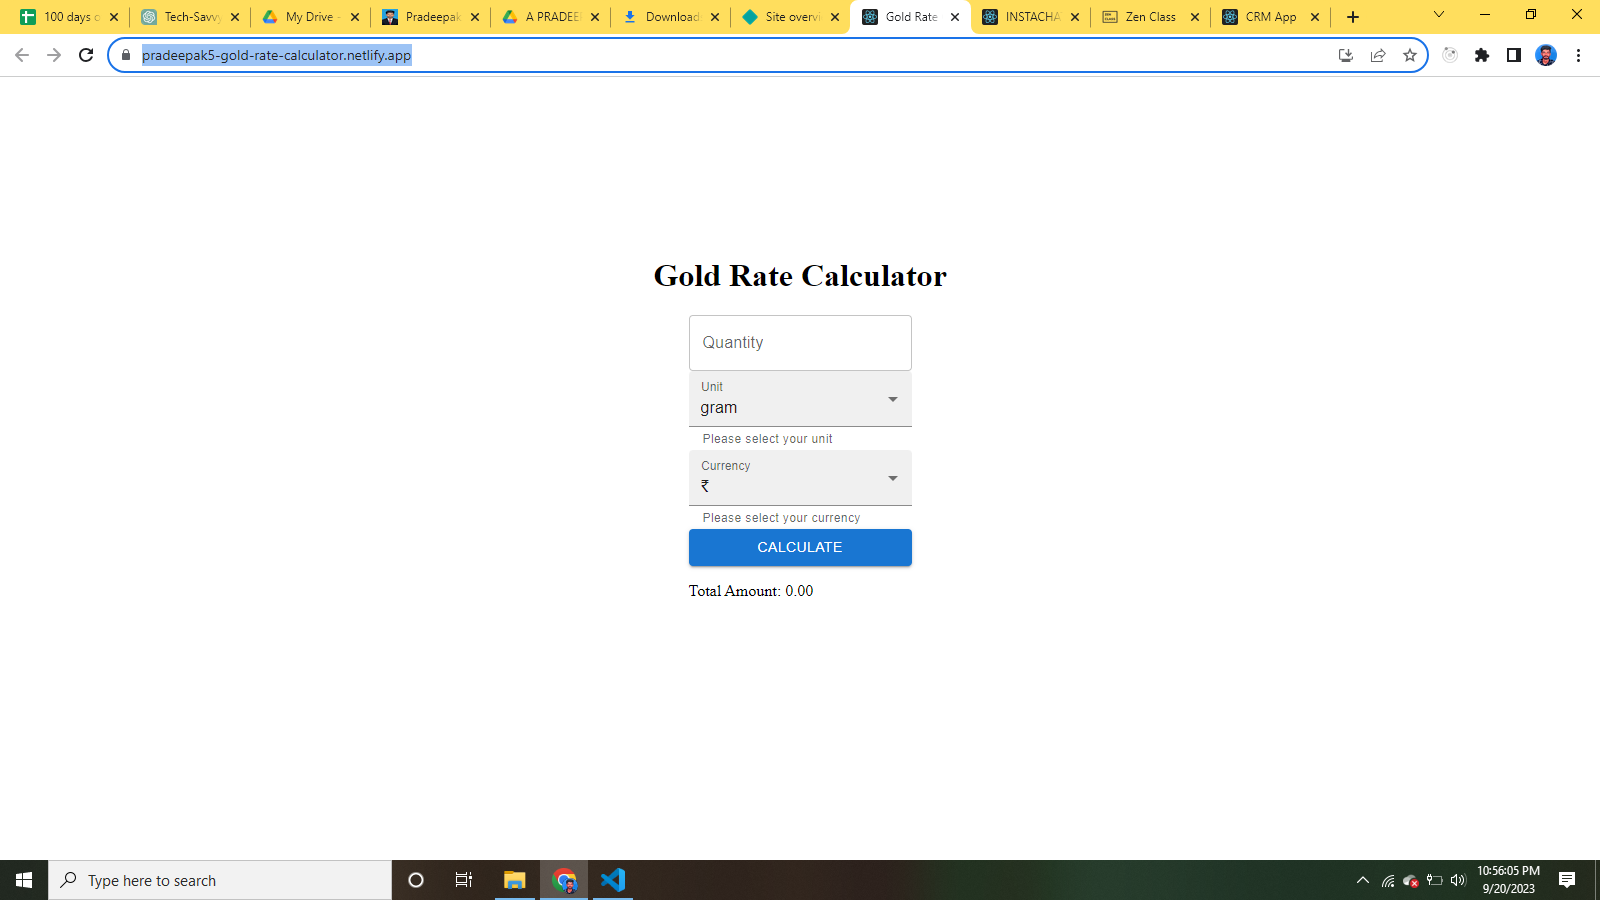 100 days o
Tech-Savvy
My Drive -
Pradeepak
A PRADEE
Download
Site overvi
Gold Rate
INSTACHA
Zen Class
CRM App
pradeepak5-gold-rate-calculator.netlify.app
Gold Rate Calculator
Quantity
Unit
gram
Please select your unit
Currency
₹
Please select your currency
CALCULATE
Total Amount: 0.00
Type here to search
10:56:05 PM
9/20/2023